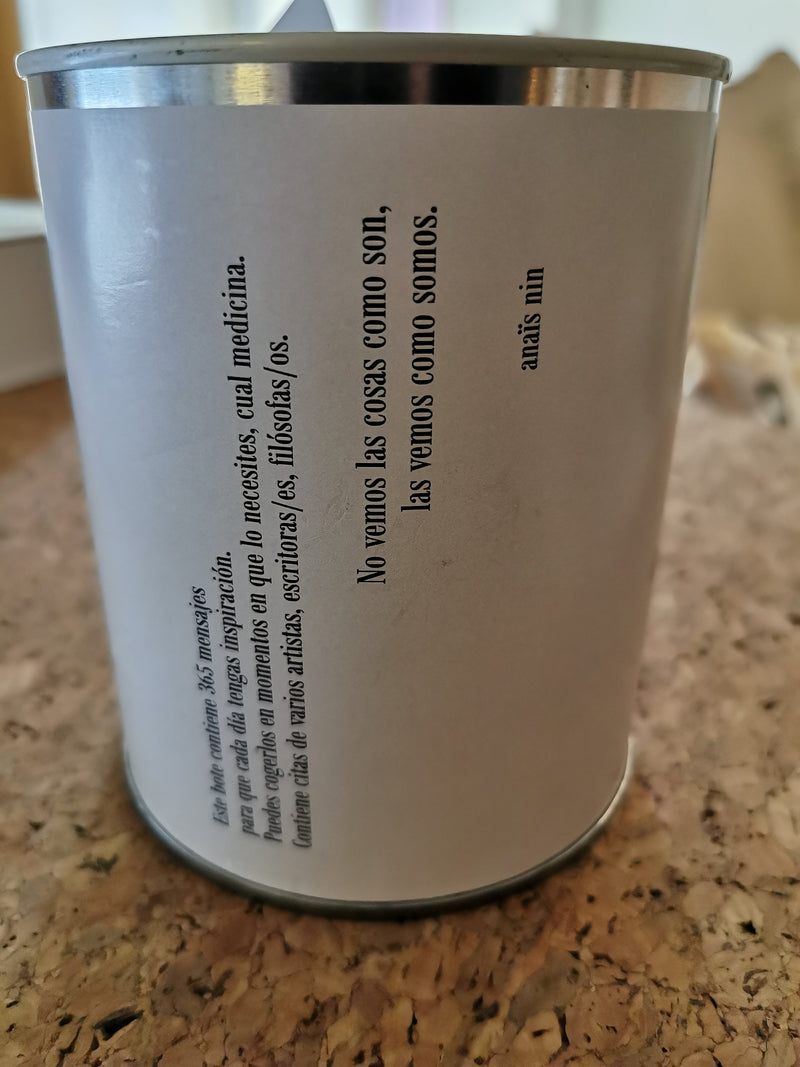 Este bote contiene 365 mensajes
para que cada día tengas inspiración.
Puedes cogerlos en momentos en que lo necesites, cual medicina.
Contiene citas de varios artistas, escritoras/es, filósofas/os.
No vemos las cosas como son,
las vemos como somos.
anaïs nin